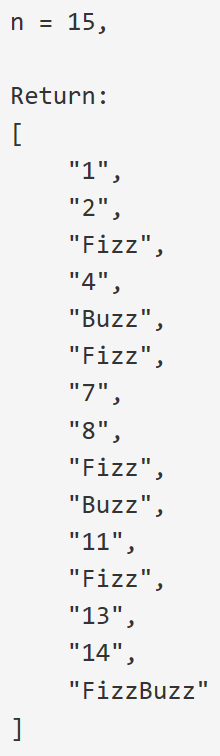 n = 15,
Return:
[
"1",
"2",
"Fizz",
"4",
"Buzz",
"Fizz",
"7",
"8",
"Fizz",
"Buzz",
"11",
"Fizz",
"13",
"14",
"FizzBuzz"
]